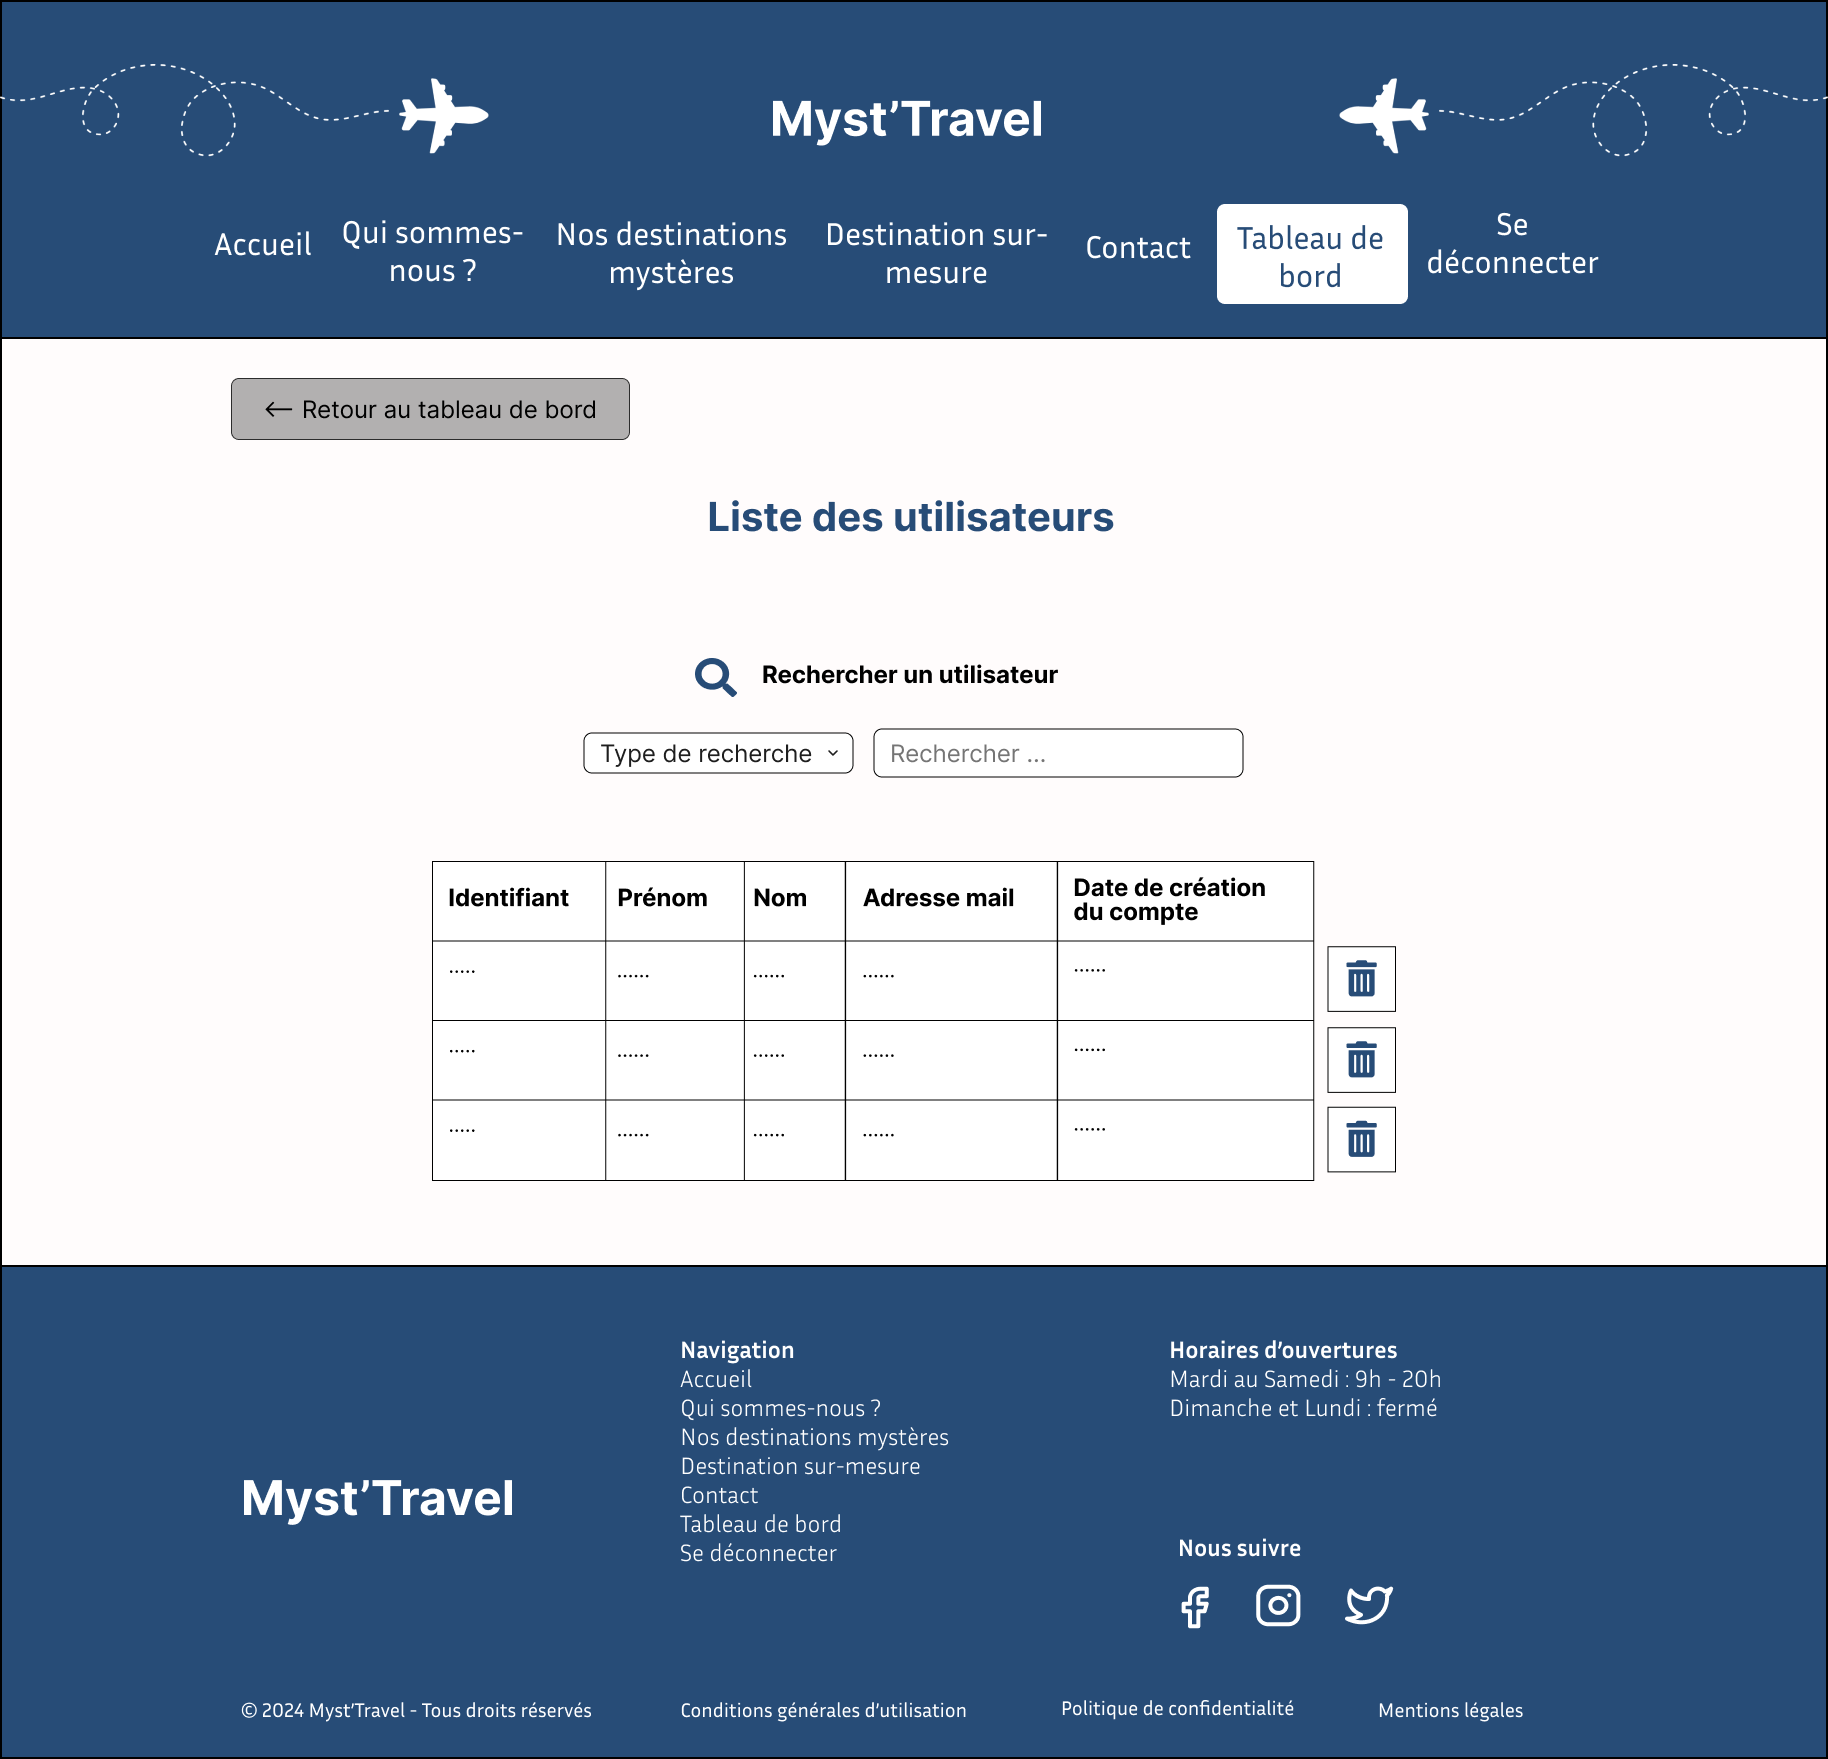 Myst’Travel
Accueil
Qui sommes-
nous ?
Nos destinations
mystères
Destination sur-
mesure
Contact
Tableau de
bord
Se
déconnecter
Retour au tableau de bord
Liste des utilisateurs
Rechercher un utilisateur
Type de recherche
Rechercher ...
Identifiant
Prénom
Nom
Adresse mail
Date de création
du compte
.....
......
......
......
......
.....
......
......
......
......
.....
......
......
......
......
Myst’Travel
Navigation
Accueil
Qui sommes-nous ?
Nos destinations mystères
Destination sur-mesure
Contact
Tableau de bord
Se déconnecter
Horaires d’ouvertures
Mardi au Samedi : 9h - 20h
Dimanche et Lundi : fermé
Nous suivre
© 2024 Myst’Travel - Tous droits réservés
Conditions générales d’utilisation
Politique de confidentialité
Mentions légales